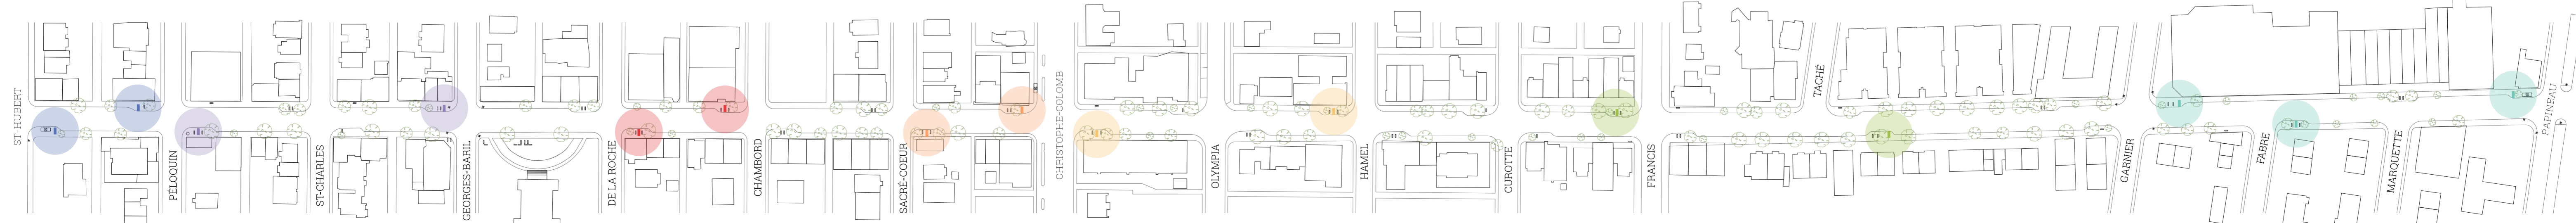 ST-HUBERT
PÉLOQUIN
ST-CHARLES
GEORGES-BARIL
DE LA ROCHE
CHAMBORD
SACRÉ-COEUR
CHRISTOPHE-COLOMB
OLYMPIA
HAMEL
CUROTTE
FRANCIS
TACHÉ
GARNIER
FABRE
MARQUETTE
PAPINEAU